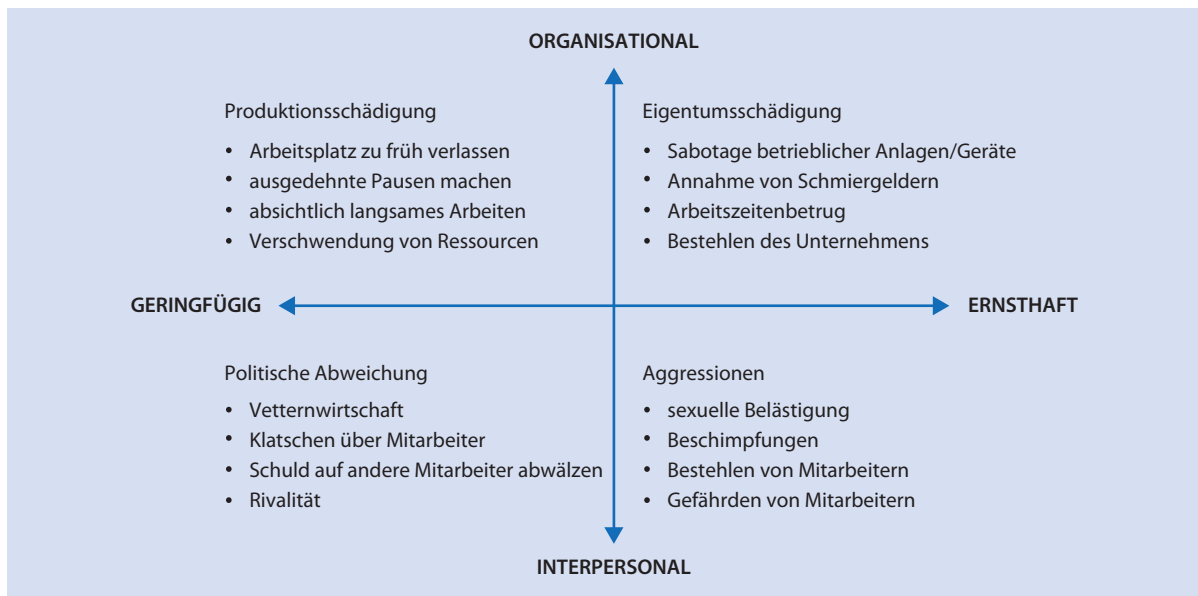 ORGANISATIONAL
Produktionsschädigung
• Arbeitsplatz zu früh verlassen
• ausgedehnte Pausen machen
• absichtlich langsames Arbeiten
• Verschwendung von Ressourcen
Eigentumsschädigung
• Sabotage betrieblicher Anlagen/Geräte
• Annahme von Schmiergeldern
• Arbeitszeitenbetrug
• Bestehlen des Unternehmens
GERINGFÜGIG
ERNSTHAFT
Politische Abweichung
• Vetternwirtschaft
• Klatschen über Mitarbeiter
• Schuld auf andere Mitarbeiter abwälzen
• Rivalität
Aggressionen
• sexuelle Belästigung
• Beschimpfungen
• Bestehlen von Mitarbeitern
• Gefährden von Mitarbeitern
INTERPERSONAL